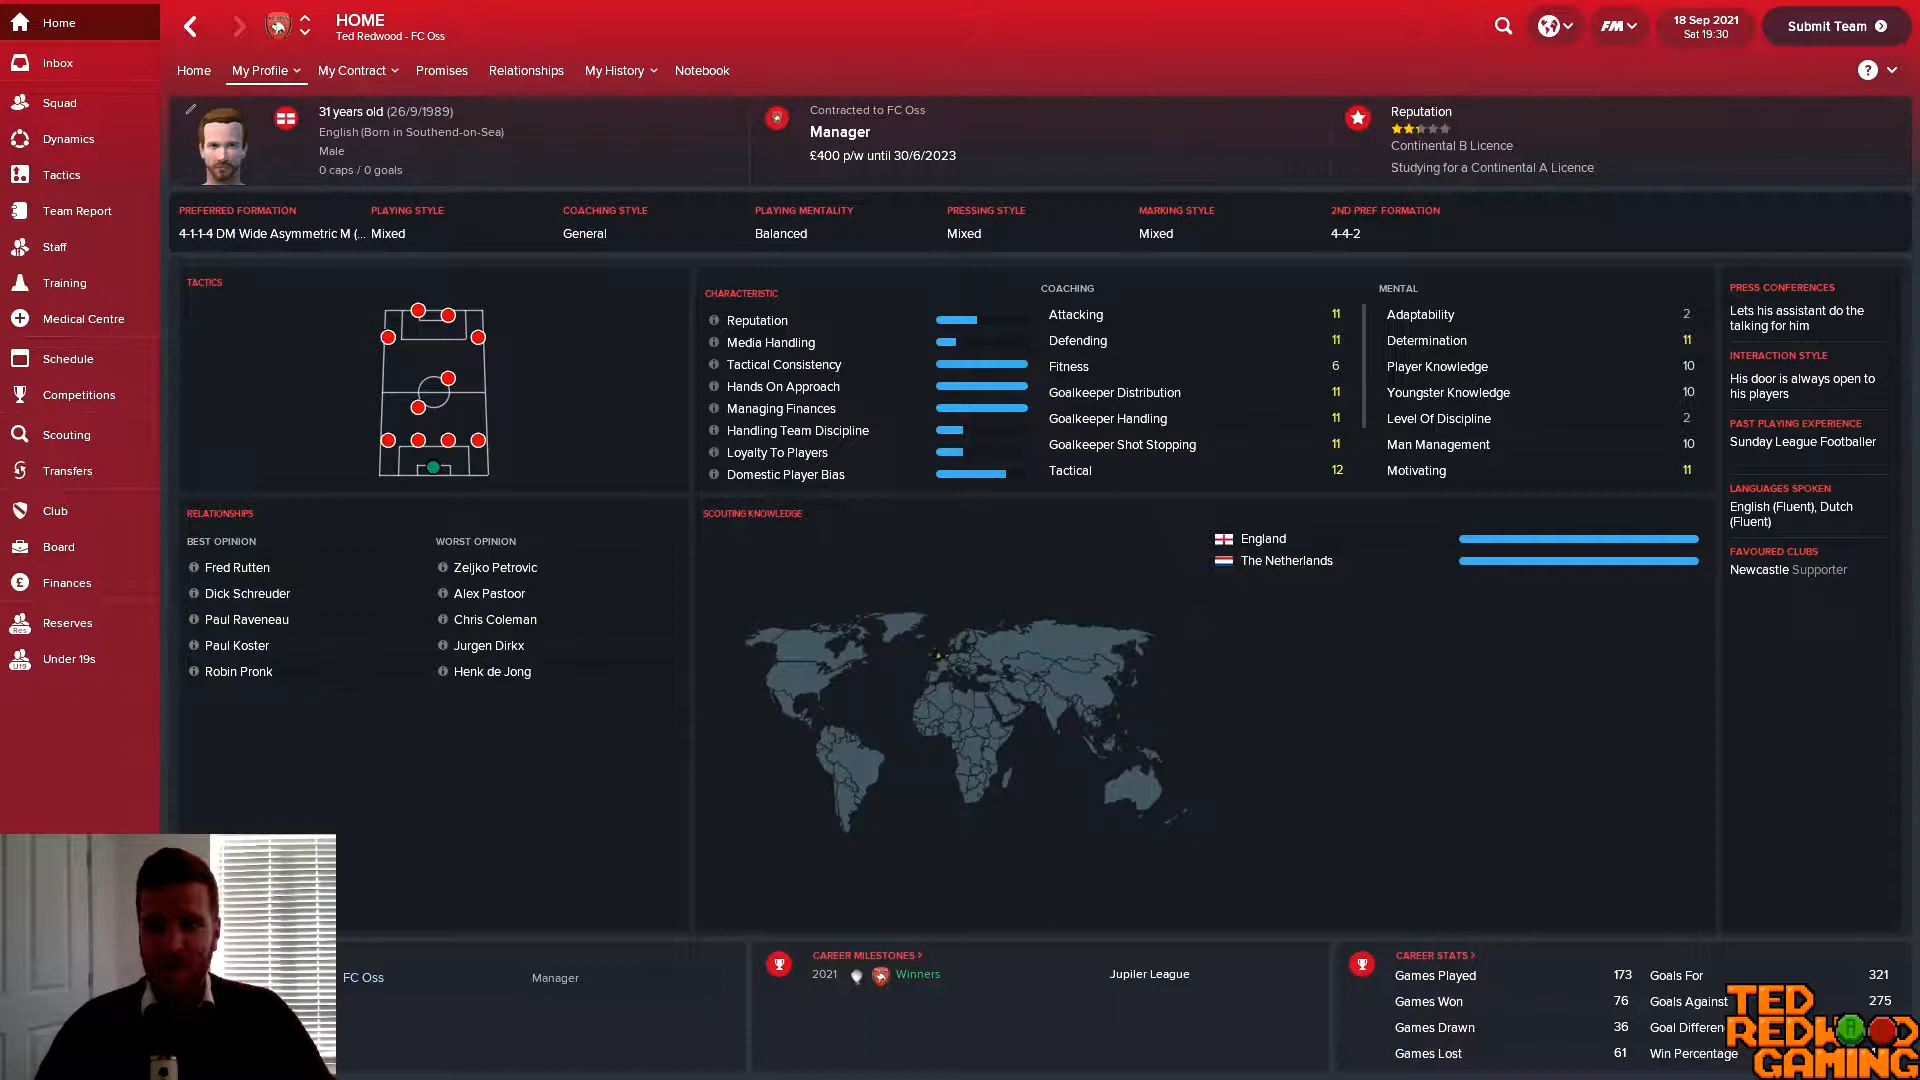 Home
Inbox
Squad
Dynamics
Tactics
Team Report
Staff
Training
Medical Centre
Schedule
Competitions
Scouting
Transfers
Club
Board
Finances
Reserves
Res
Under 19s
U19
HOME
Ted Redwood - FC Oss
FM
18 Sep 2021
Sat 19:30
Submit Team
Home My Profile My Contract Promises Relationships My History Notebook
?
31 years old (26/9/1989)
English (Born in Southend-on-Sea)
Male
0 caps / 0 goals
Contracted to FC Oss
Manager
£400 p/w until 30/6/2023
Reputation
Continental B Licence
Studying for a Continental A Licence
PREFERRED FORMATION PLAYING STYLE COACHING STYLE PLAYING MENTALITY PRESSING STYLE MARKING STYLE 2ND PREF FORMATION
4-1-1-4 DM Wide Asymmetric M (... Mixed General Balanced Mixed Mixed 4-4-2
TACTICS
CHARACTERISTIC
Reputation
Media Handling
Tactical Consistency
Hands On Approach
Managing Finances
Handling Team Discipline
Loyalty To Players
Domestic Player Bias
COACHING
Attacking 11
Defending 11
Fitness 6
Goalkeeper Distribution 11
Goalkeeper Handling 11
Goalkeeper Shot Stopping 11
Tactical 12
MENTAL
Adaptability 2
Determination 11
Player Knowledge 10
Youngster Knowledge 10
Level Of Discipline 2
Man Management 10
Motivating 11
PRESS CONFERENCES
Lets his assistant do the
talking for him
INTERACTION STYLE
His door is always open to
his players
PAST PLAYING EXPERIENCE
Sunday League Footballer
LANGUAGES SPOKEN
English (Fluent), Dutch
(Fluent)
FAVOURED CLUBS
Newcastle Supporter
RELATIONSHIPS
BEST OPINION
Fred Rutten
Dick Schreuder
Paul Raveneau
Paul Koster
Robin Pronk
WORST OPINION
Zeljko Petrovic
Alex Pastoor
Chris Coleman
Jurgen Dirkx
Henk de Jong
SCOUTING KNOWLEDGE
England
The Netherlands
FC Oss Manager
CAREER MILESTONES >
2021 Winners Jupiler League
CAREER STATS >
Games Played 173 Goals For 321
Games Won 76 Goals Against 275
Games Drawn 36 Goal Differen
Games Lost 61 Win Percentage
TED
REDWOOD
GAMING